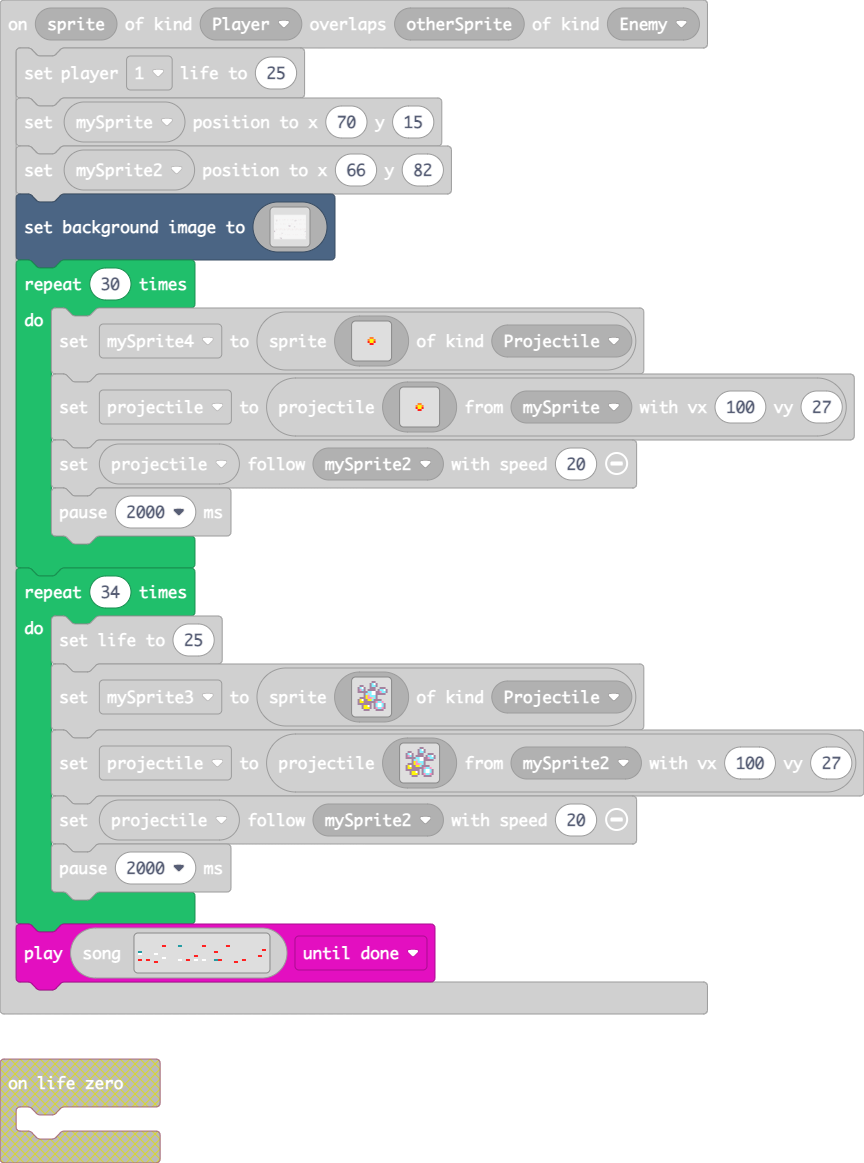 on sprite of kind Player overlaps otherSprite of kind Enemy
set player 1 life to 25
set mySprite position to x 70 y 15
set mySprite2 position to x 66 y 82
set background image to
repeat 30 times
do
set mySprite4 to sprite of kind Projectile
set projectile to projectile from mySprite with vx 100 vy 27
set projectile follow mySprite2 with speed 20
pause 2000 ms
repeat 34 times
do
set life to 25
set mySprite3 to sprite of kind Projectile
set projectile to projectile from mySprite2 with vx 100 vy 27
set projectile follow mySprite2 with speed 20
pause 2000 ms
play song until done
on life zero